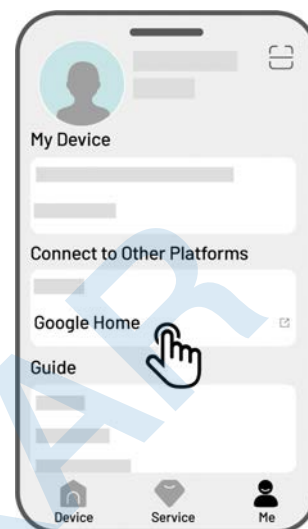 My Device
Connect to Other Platforms
Google Home
Guide
Device Service Me